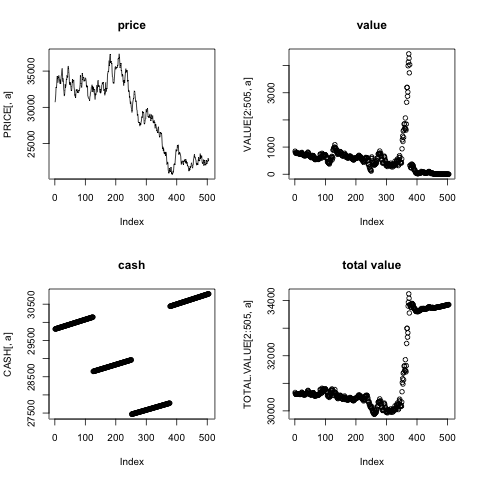 price
PRICE[, a]
35000
30000
25000
0 100 200 300 400 500
Index
value
VALUE[2:505, a]
3000
1000
0
0 100 200 300 400 500
Index
cash
CASH[, a]
30500
29500
28500
27500
0 100 200 300 400 500
Index
total value
TOTAL.VALUE[2:505, a]
34000
32000
30000
0 100 200 300 400 500
Index